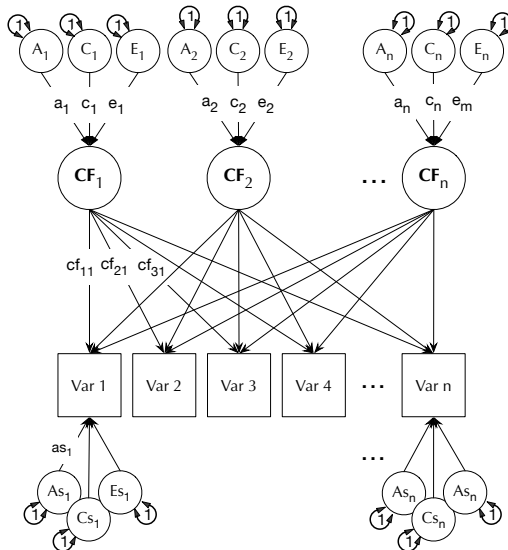 1 1 1 1 1 1 1 1 1
A1 C1 E1 A2 C2 E2 An Cn En
a1 c1 e1 a2 c2 e2 an cn em
CF1 CF2 ... CFn
cf11 cf21 cf31
Var 1 Var 2 Var 3 Var 4 ... Var n
as1 ...
As1 Es1 Asn Asn
1 Cs1 1 1 Csn 1
1 1